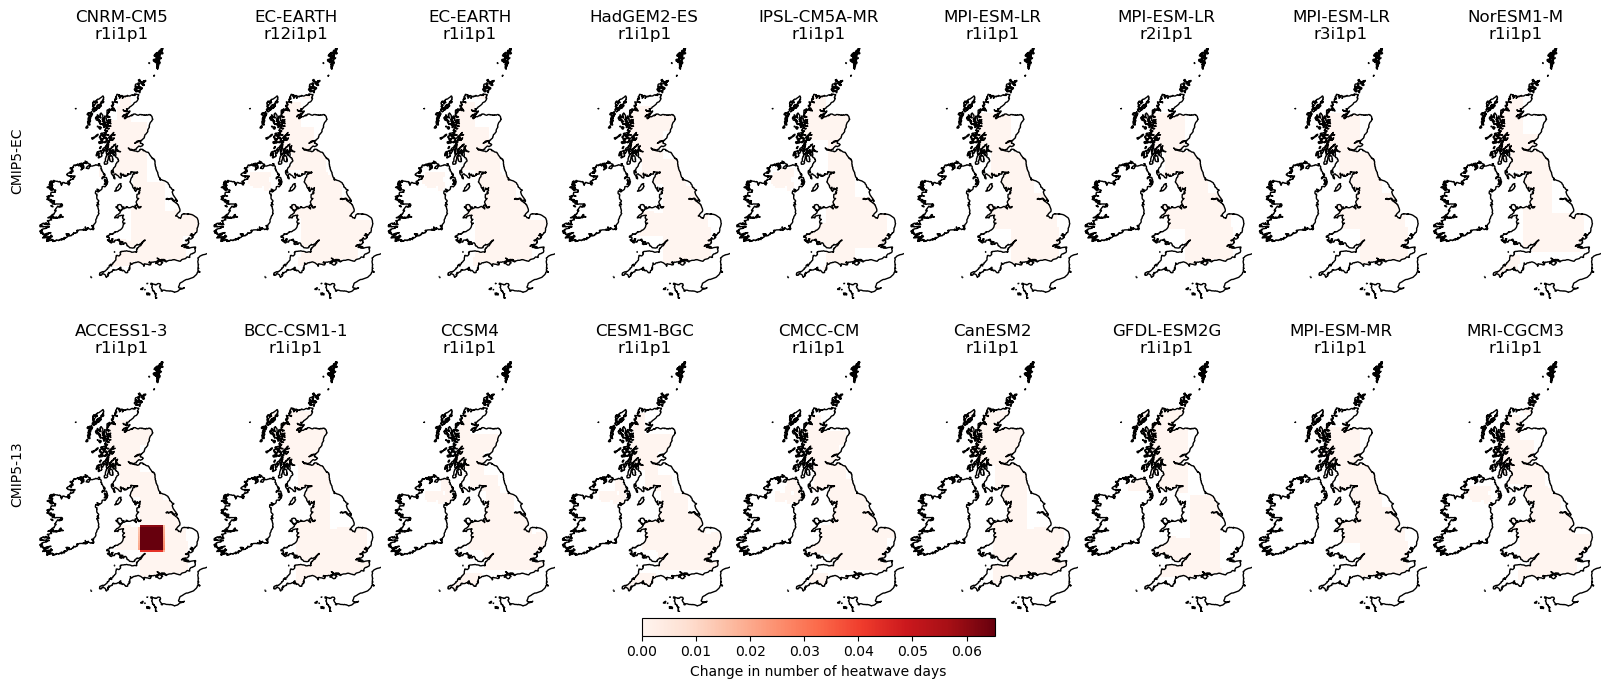 CNRM-CM5 EC-EARTH EC-EARTH HadGEM2-ES IPSL-CM5A-MR MPI-ESM-LR MPI-ESM-LR MPI-ESM-LR NorESM1-M
r1i1p1 r12i1p1 r1i1p1 r1i1p1 r1i1p1 r1i1p1 r2i1p1 r3i1p1 r1i1p1
CMIP5-EC
ACCESS1-3 BCC-CSM1-1 CCSM4 CESM1-BGC CMCC-CM CanESM2 GFDL-ESM2G MPI-ESM-MR MRI-CGCM3
r1i1p1 r1i1p1 r1i1p1 r1i1p1 r1i1p1 r1i1p1 r1i1p1 r1i1p1 r1i1p1
CMIP5-13
0.00 0.01 0.02 0.03 0.04 0.05 0.06
Change in number of heatwave days